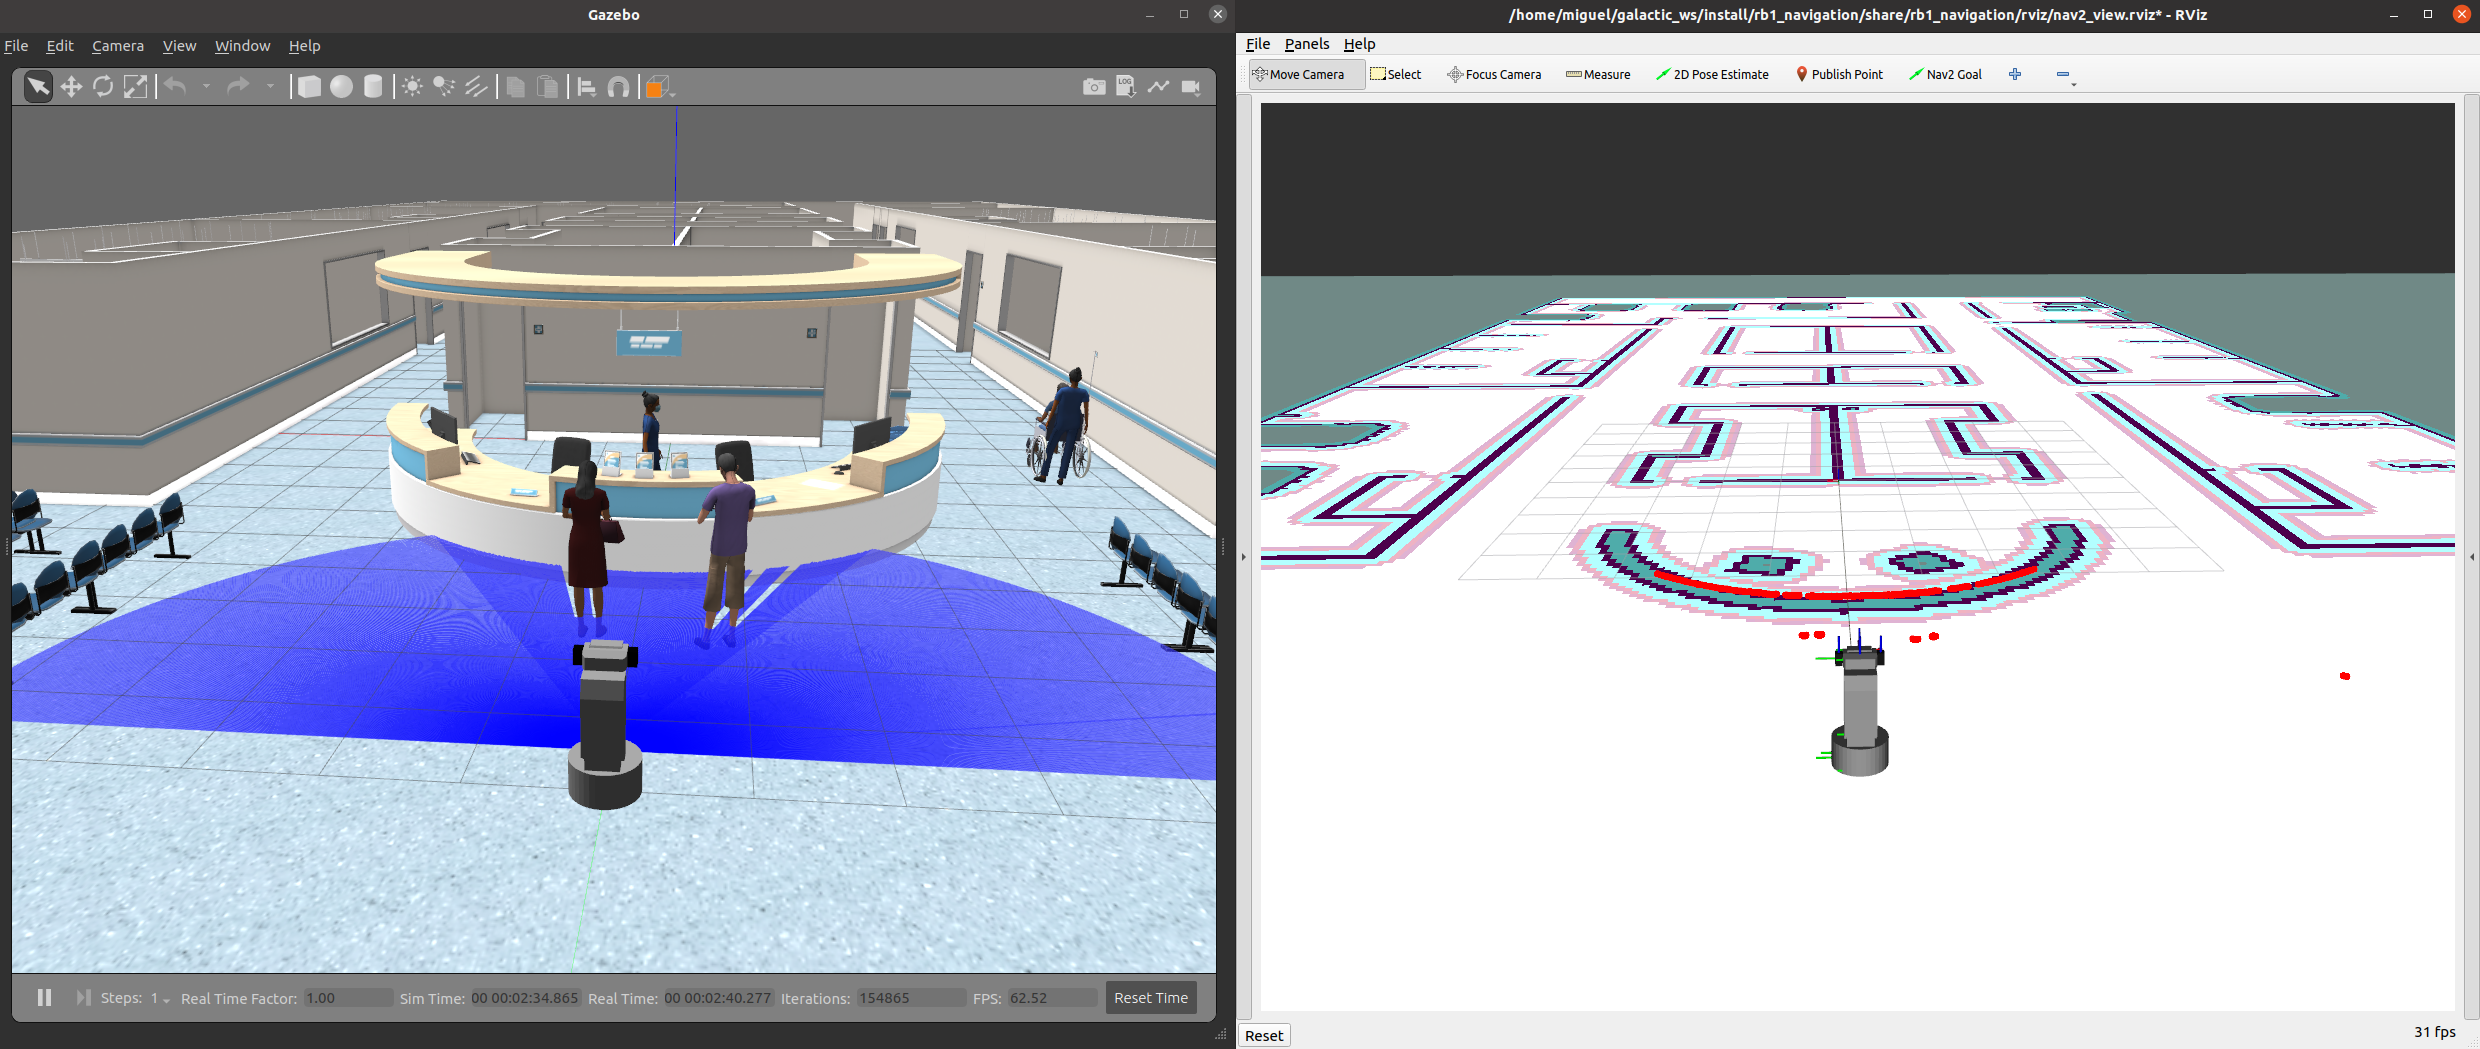 Gazebo
File Edit Camera View Window Help
LOG
Steps: 1 Real Time Factor: 1.00 Sim Time: 00 00:02:34.865 Real Time: 00 00:02:40.277 Iterations: 154865 FPS: 62.52 Reset Time
/home/miguel/galactic_ws/install/rb1_navigation/share/rb1_navigation/rviz/nav2_view.rviz* - RViz
File Panels Help
Move Camera Select Focus Camera Measure 2D Pose Estimate Publish Point Nav2 Goal
Reset
31 fps